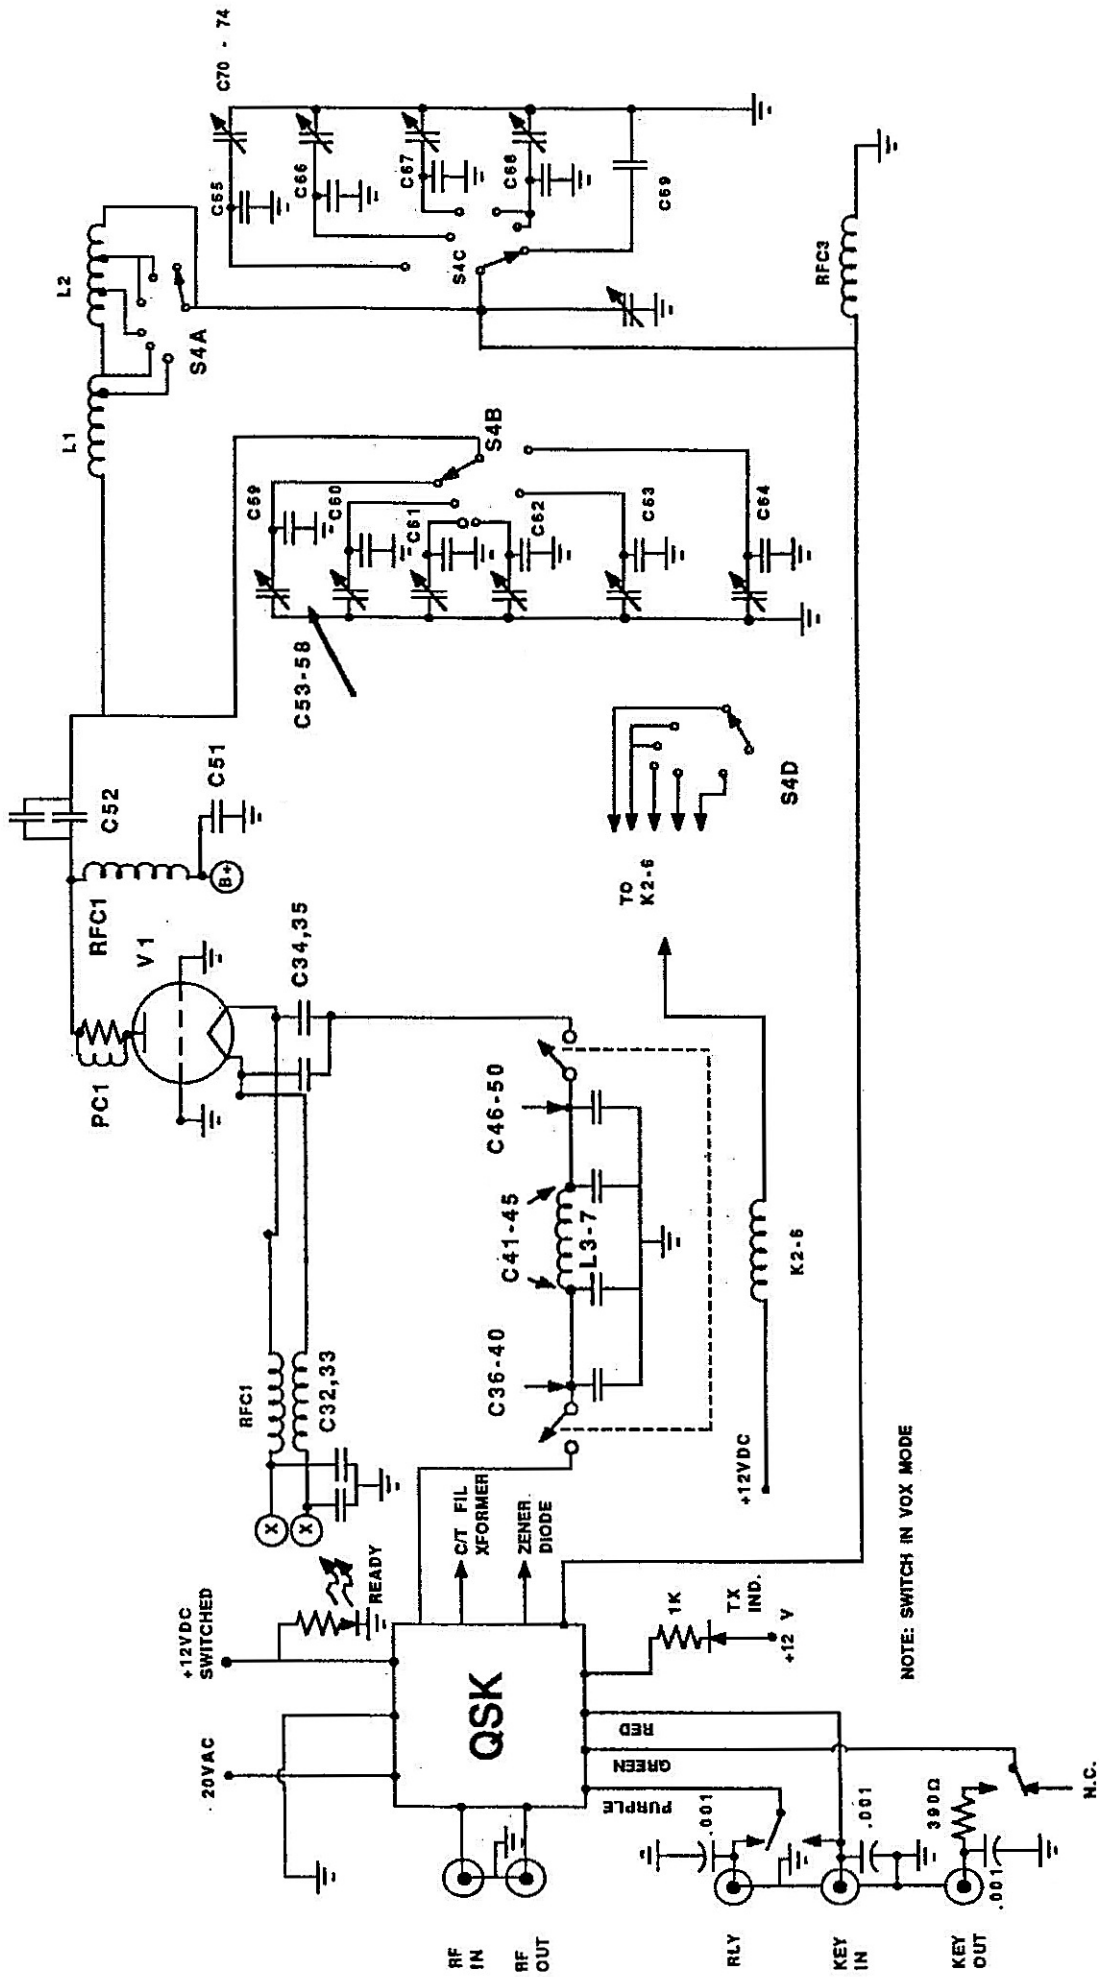 L1
L2
S4A
C70 - 74
C65
C66
C67
C68
C69
S4C
RFC3
S4B
C59
C60
C61
C62
C63
C64
C53-58
C52
C51
B+
RFC1
V1
PC1
C34,35
TO
K2-6
S4D
RFC1
C32,33
X
X
C46-50
C41-45
L3-7
C36-40
K2-6
+12VDC
+12VDC
SWITCHED
20VAC
READY
C/T FIL
XFORMER
ZENER
DIODE
QSK
1K
TX
IND.
+12 V
RED
GREEN
PURPLE
.001
.001
390Ω
.001
N.C.
RF
IN
RF
OUT
RLY
KEY
IN
KEY
OUT
NOTE: SWITCH IN VOX MODE